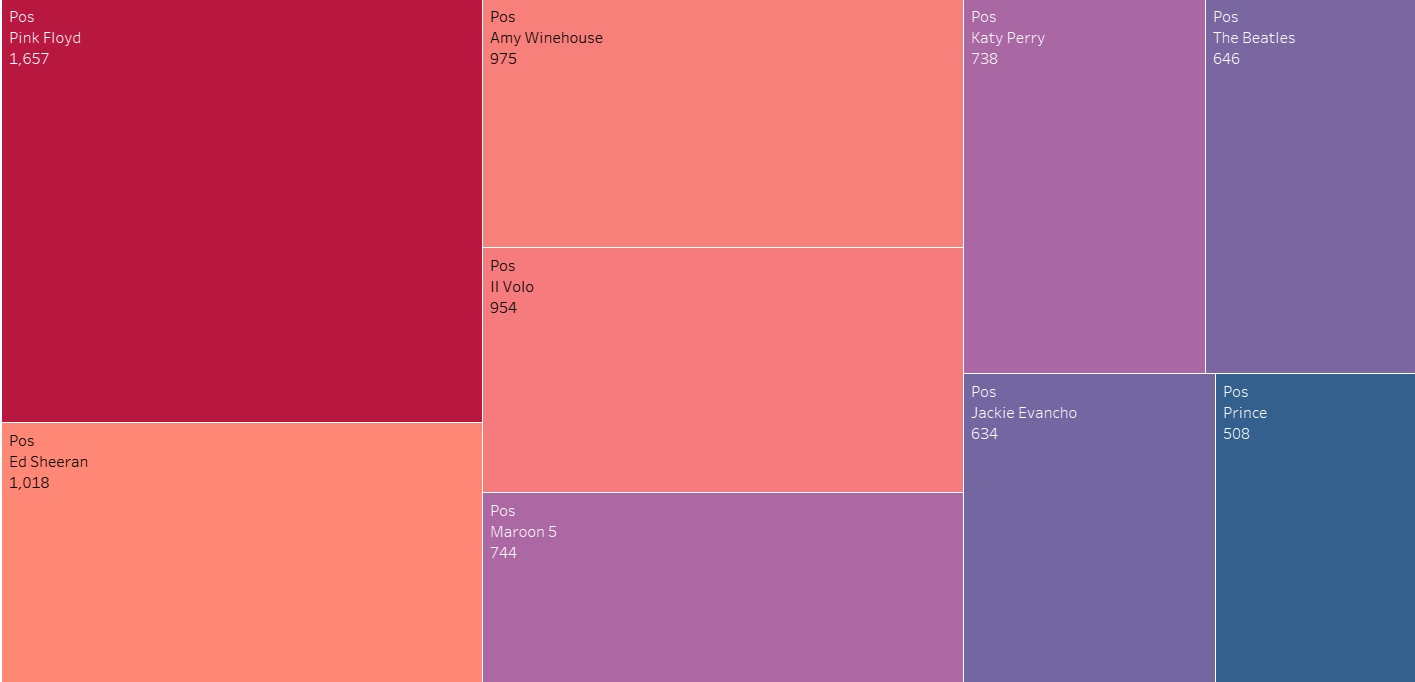 Pos
Pink Floyd
1,657
Pos
Ed Sheeran
1,018
Pos
Amy Winehouse
975
Pos
Il Volo
954
Pos
Maroon 5
744
Pos
Katy Perry
738
Pos
The Beatles
646
Pos
Jackie Evancho
634
Pos
Prince
508